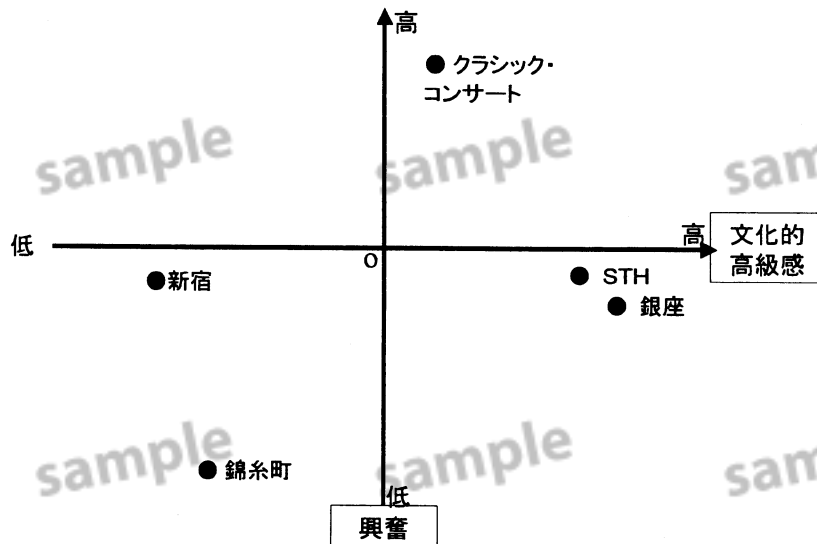 高
クラシック・
コンサート
sample
sample
sam
低
高
文化的
高級感
O
新宿
STH
銀座
sample
sample
sam
錦糸町
低
興奮